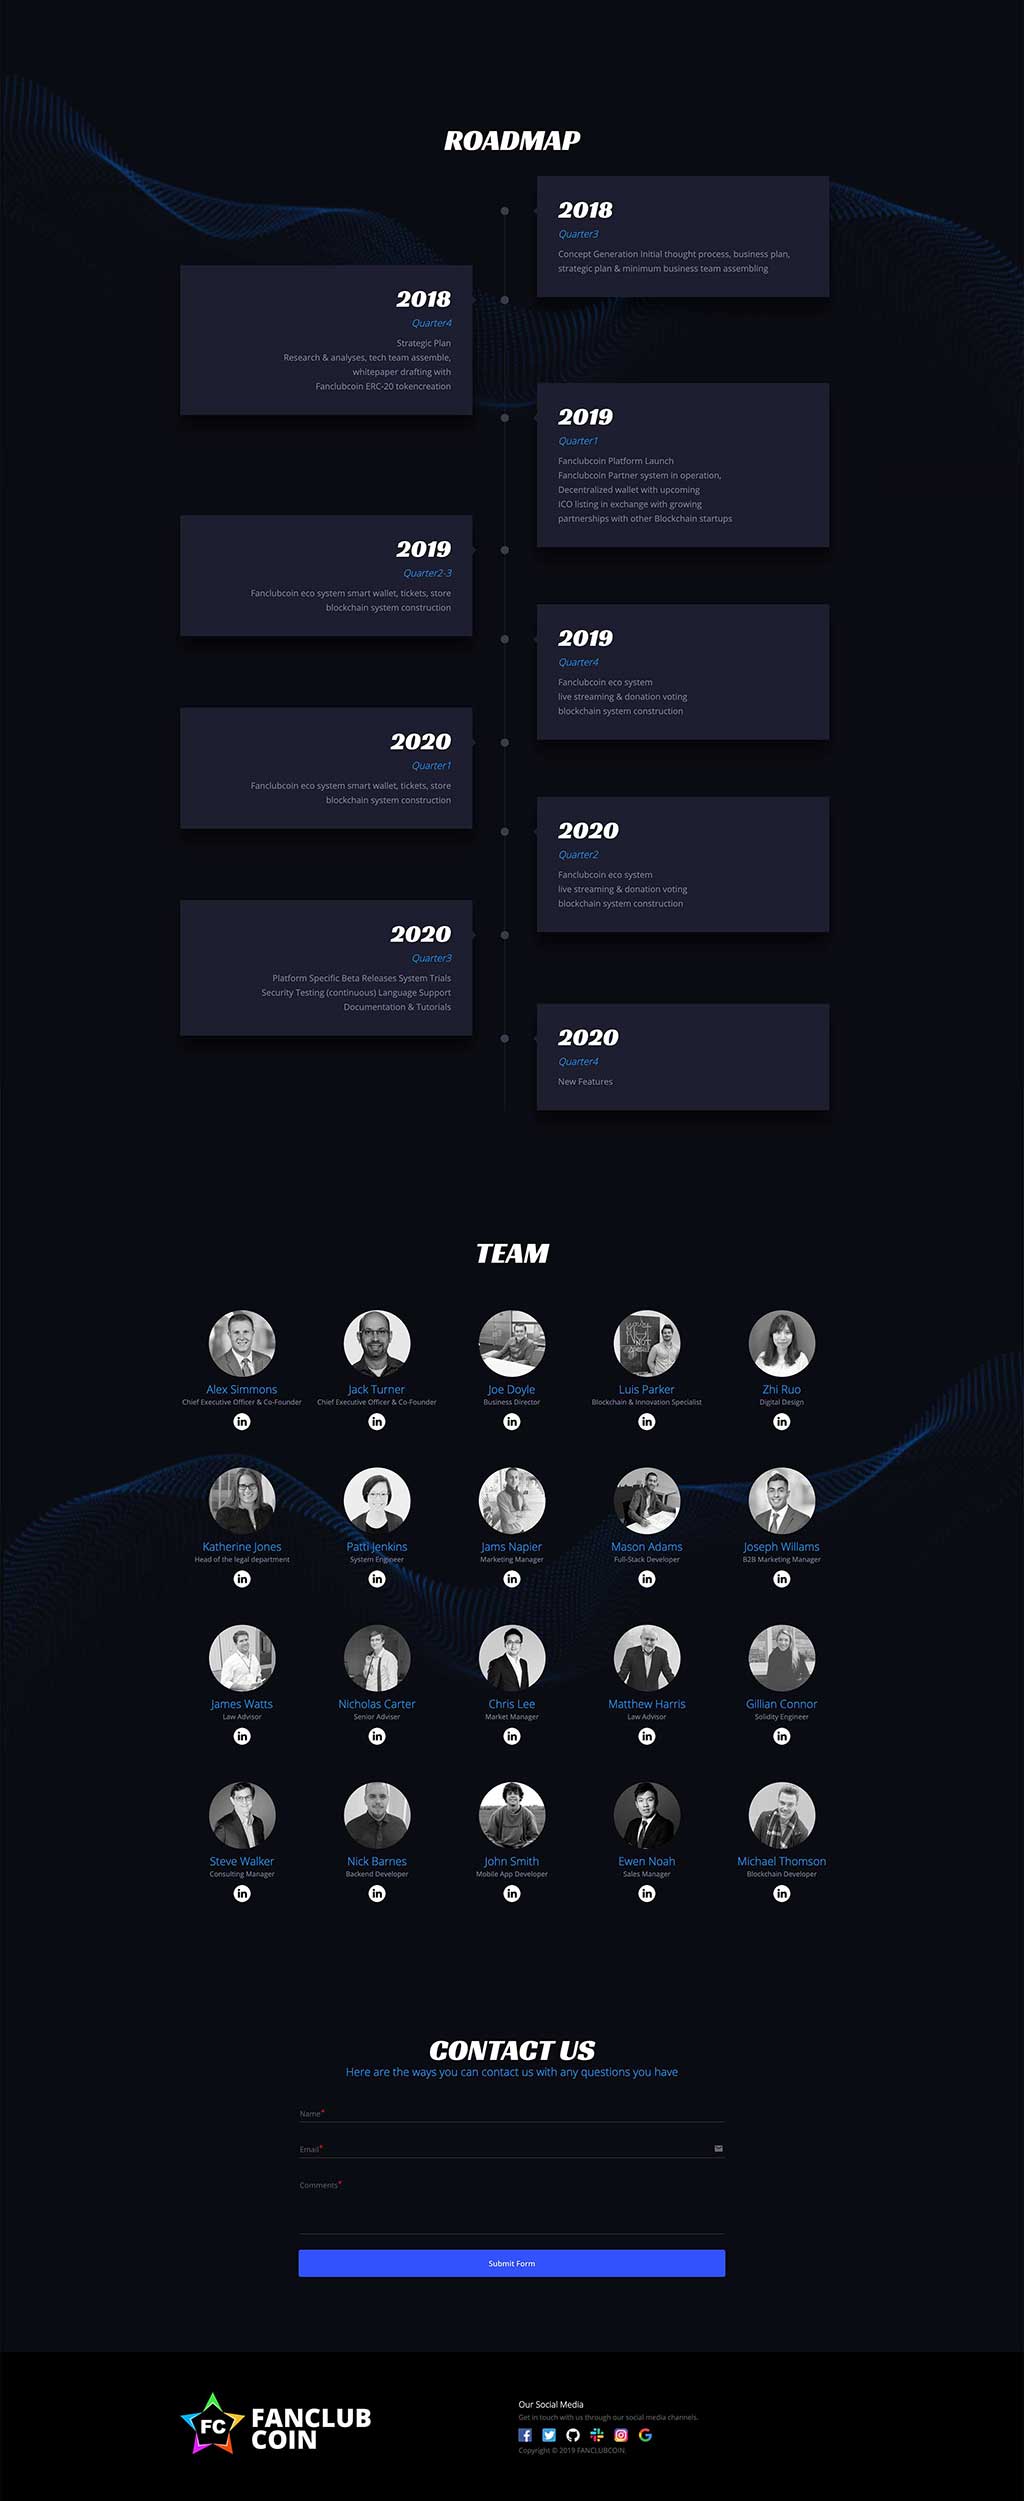 ROADMAP
2018
Quarter3
Concept Generation Initial thought process, business plan,
strategic plan & minimum business team assembling
2018
Quarter4
Strategic Plan
Research & analyses, tech team assemble,
whitepaper drafting with
Fanclubcoin ERC-20 tokencreation
2019
Quarter1
Fanclubcoin Platform Launch
Fanclubcoin Partner system in operation,
Decentralized wallet with upcoming
ICO listing in exchange with growing
partnerships with other Blockchain startups
2019
Quarter2-3
Fanclubcoin eco system smart wallet, tickets, store
blockchain system construction
2019
Quarter4
Fanclubcoin eco system
live streaming & donation voting
blockchain system construction
2020
Quarter1
Fanclubcoin eco system smart wallet, tickets, store
blockchain system construction
2020
Quarter2
Fanclubcoin eco system
live streaming & donation voting
blockchain system construction
2020
Quarter3
Platform Specific Beta Releases System Trials
Security Testing (continuous) Language Support
Documentation & Tutorials
2020
Quarter4
New Features
TEAM
Alex Simmons
Chief Executive Officer & Co-Founder
Jack Turner
Chief Executive Officer & Co-Founder
Joe Doyle
Business Director
Luis Parker
Blockchain & Innovation Specialist
Zhi Ruo
Digital Design
Katherine Jones
Head of the legal department
Patti Jenkins
System Engineer
Jams Napier
Marketing Manager
Mason Adams
Full-Stack Developer
Joseph Willams
B2B Marketing Manager
James Watts
Law Advisor
Nicholas Carter
Senior Adviser
Chris Lee
Market Manager
Matthew Harris
Law Advisor
Gillian Connor
Solidity Engineer
Steve Walker
Consulting Manager
Nick Barnes
Backend Developer
John Smith
Mobile App Developer
Ewen Noah
Sales Manager
Michael Thomson
Blockchain Developer
CONTACT US
Here are the ways you can contact us with any questions you have
Name*
Email*
Comments*
Submit Form
FC
FANCLUB
COIN
Our Social Media
Get in touch with us through our social media channels.
Copyright © 2019 FANCLUBCOIN